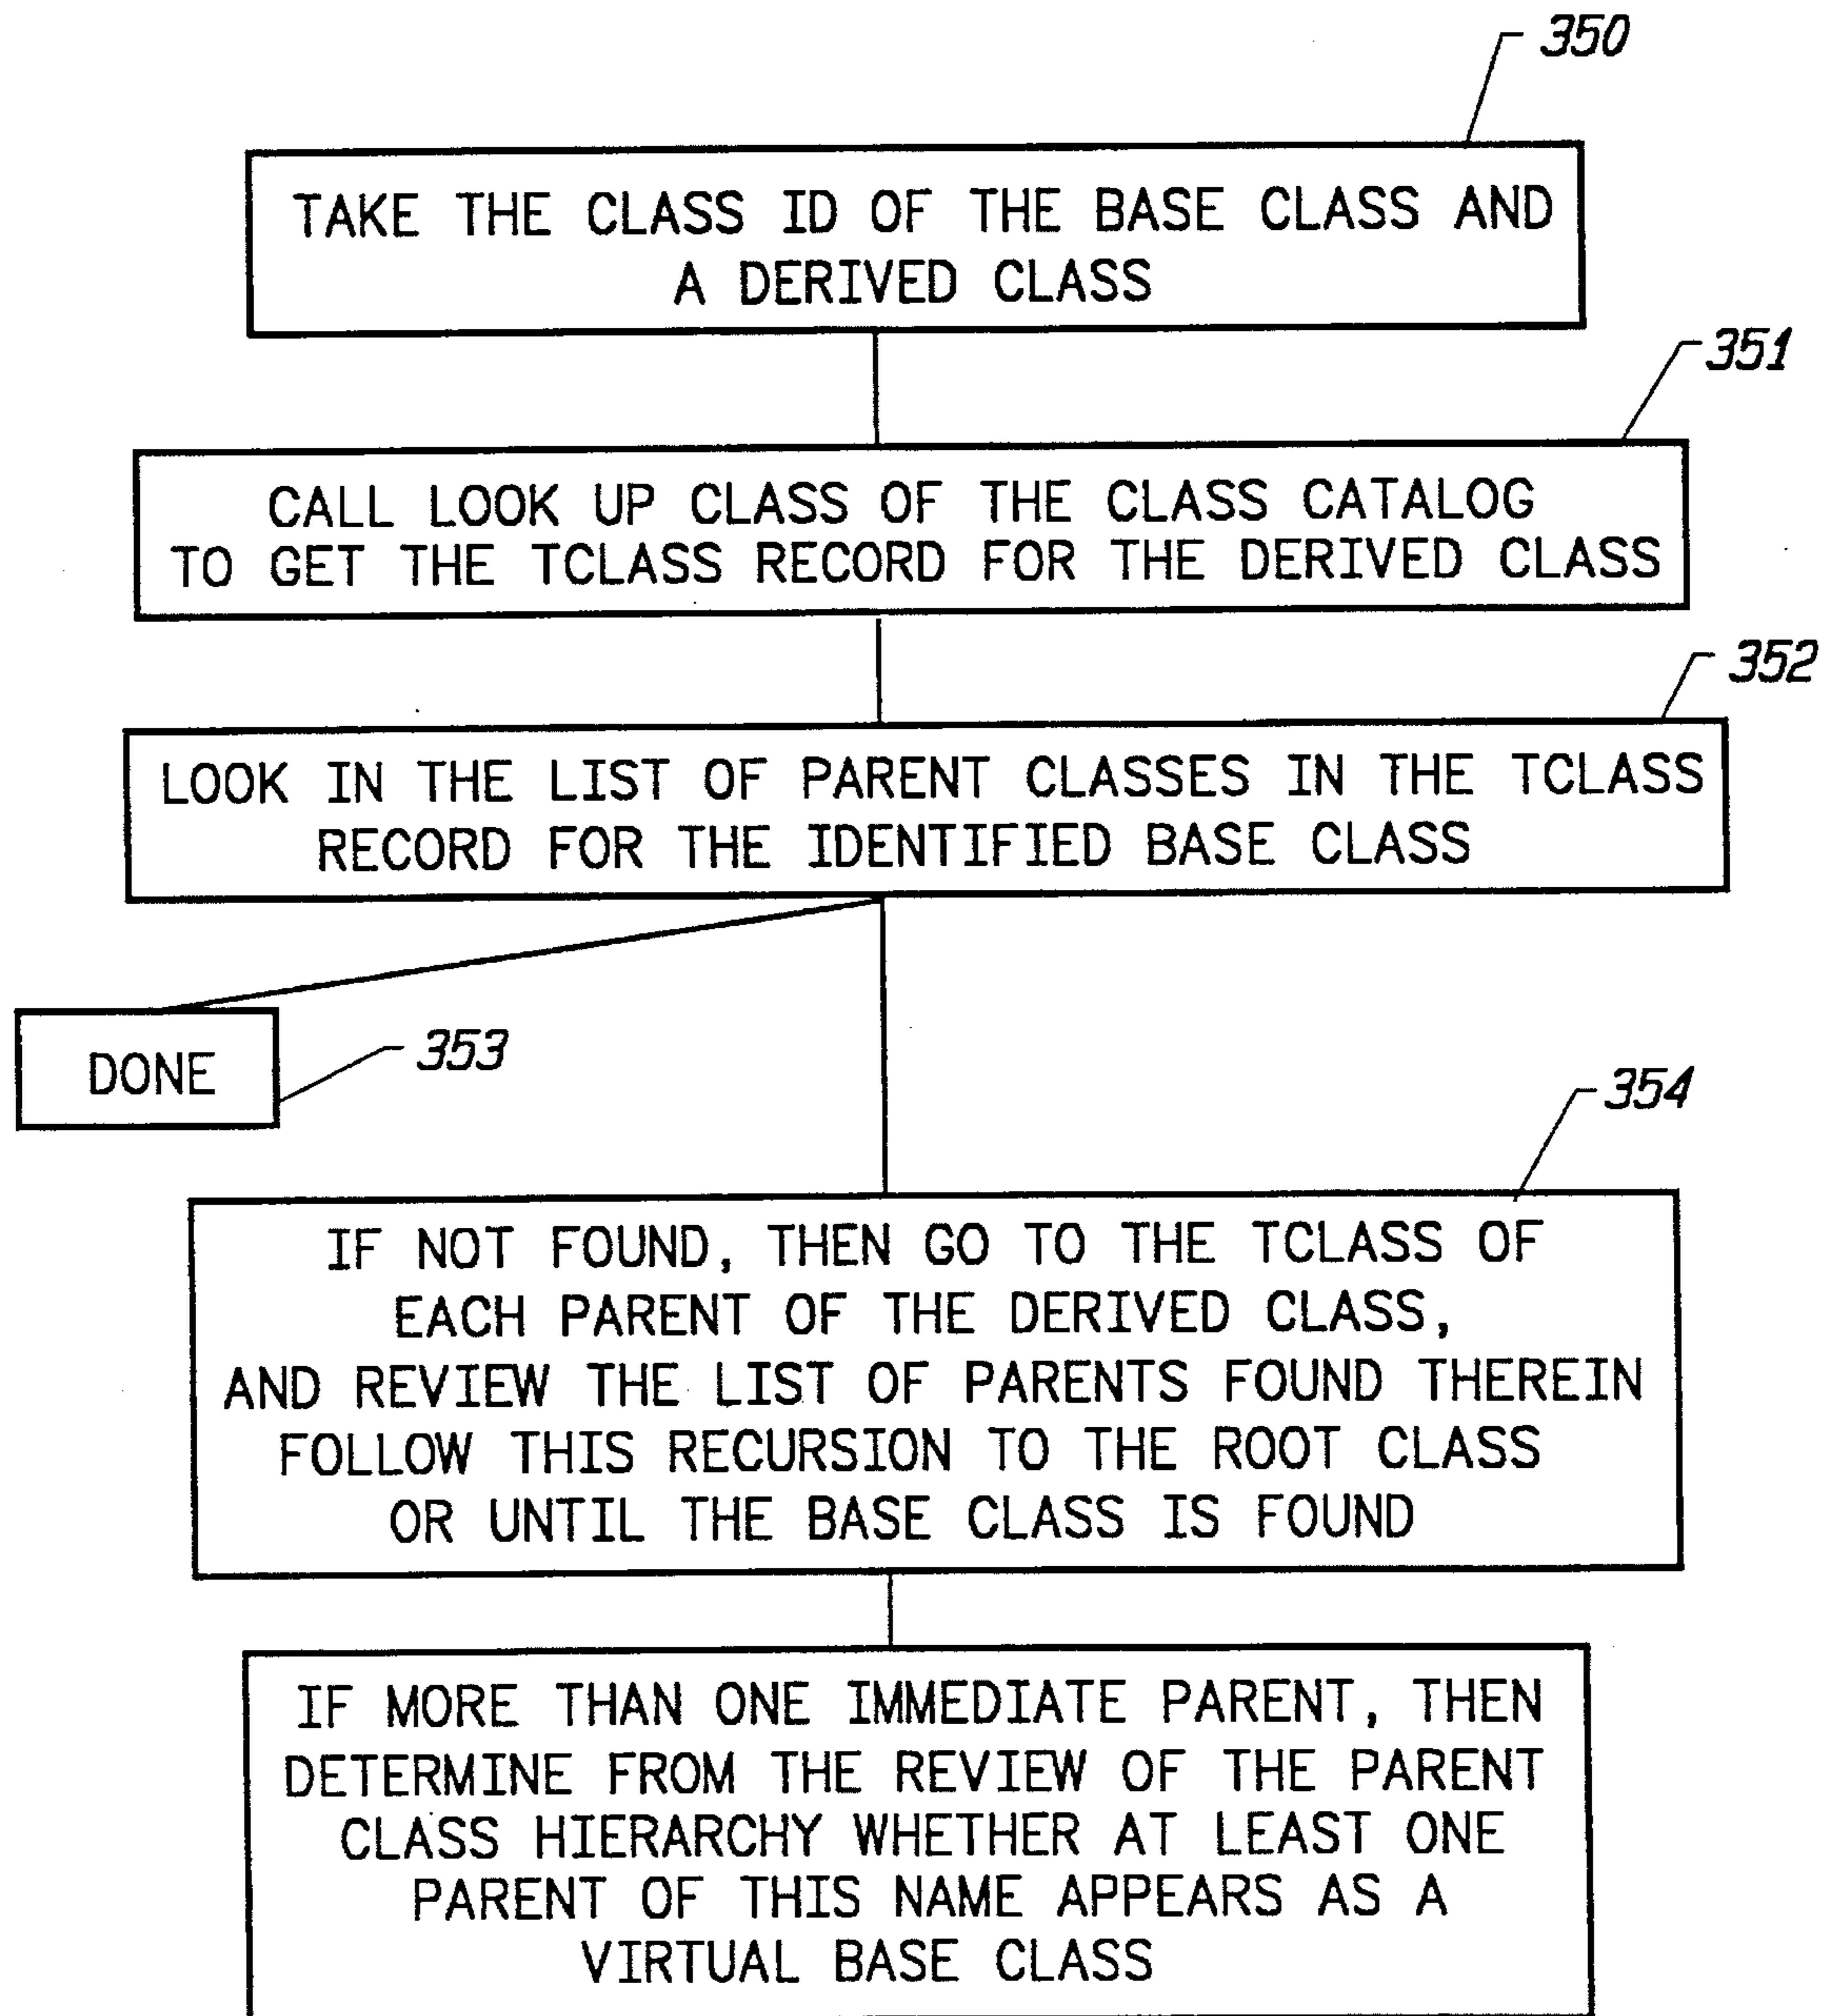 350
TAKE THE CLASS ID OF THE BASE CLASS AND
A DERIVED CLASS
351
CALL LOOK UP CLASS OF THE CLASS CATALOG
TO GET THE TCLASS RECORD FOR THE DERIVED CLASS
352
LOOK IN THE LIST OF PARENT CLASSES IN THE TCLASS
RECORD FOR THE IDENTIFIED BASE CLASS
DONE
353
354
IF NOT FOUND, THEN GO TO THE TCLASS OF
EACH PARENT OF THE DERIVED CLASS,
AND REVIEW THE LIST OF PARENTS FOUND THEREIN
FOLLOW THIS RECURSION TO THE ROOT CLASS
OR UNTIL THE BASE CLASS IS FOUND
IF MORE THAN ONE IMMEDIATE PARENT, THEN
DETERMINE FROM THE REVIEW OF THE PARENT
CLASS HIERARCHY WHETHER AT LEAST ONE
PARENT OF THIS NAME APPEARS AS A
VIRTUAL BASE CLASS